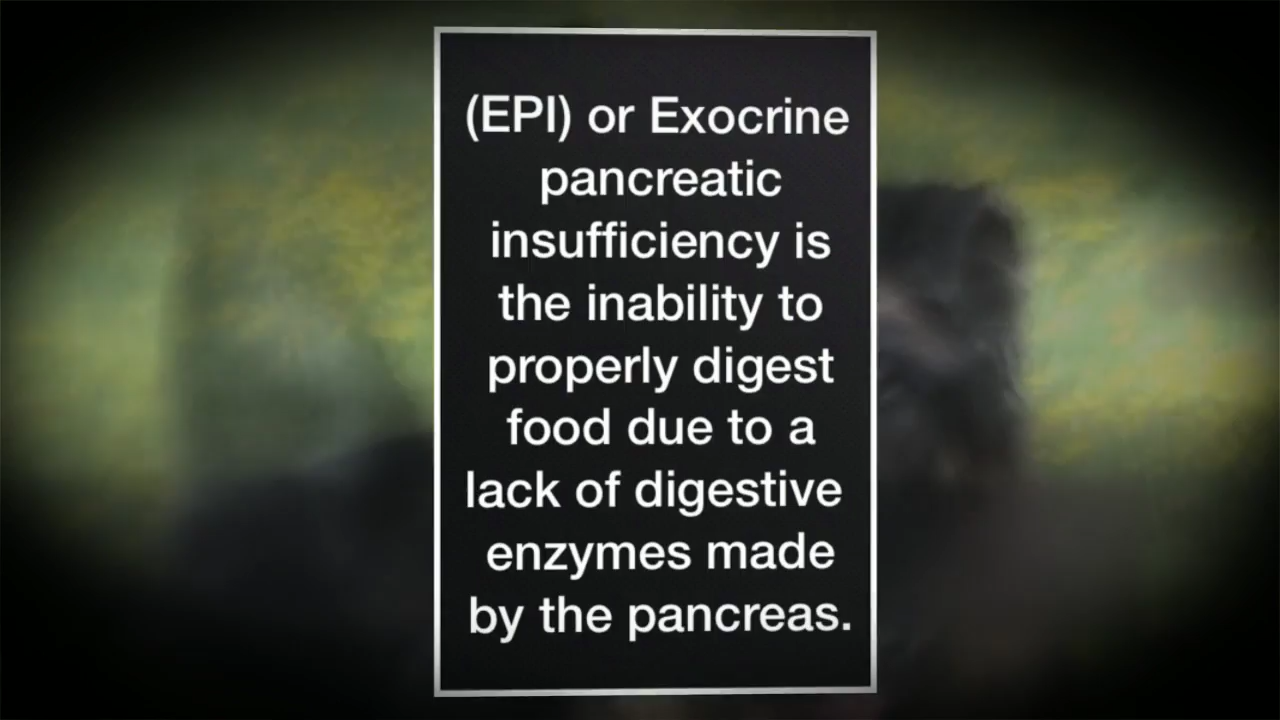 (EPI) or Exocrine
pancreatic
insufficiency is
the inability to
properly digest
food due to a
lack of digestive
enzymes made
by the pancreas.